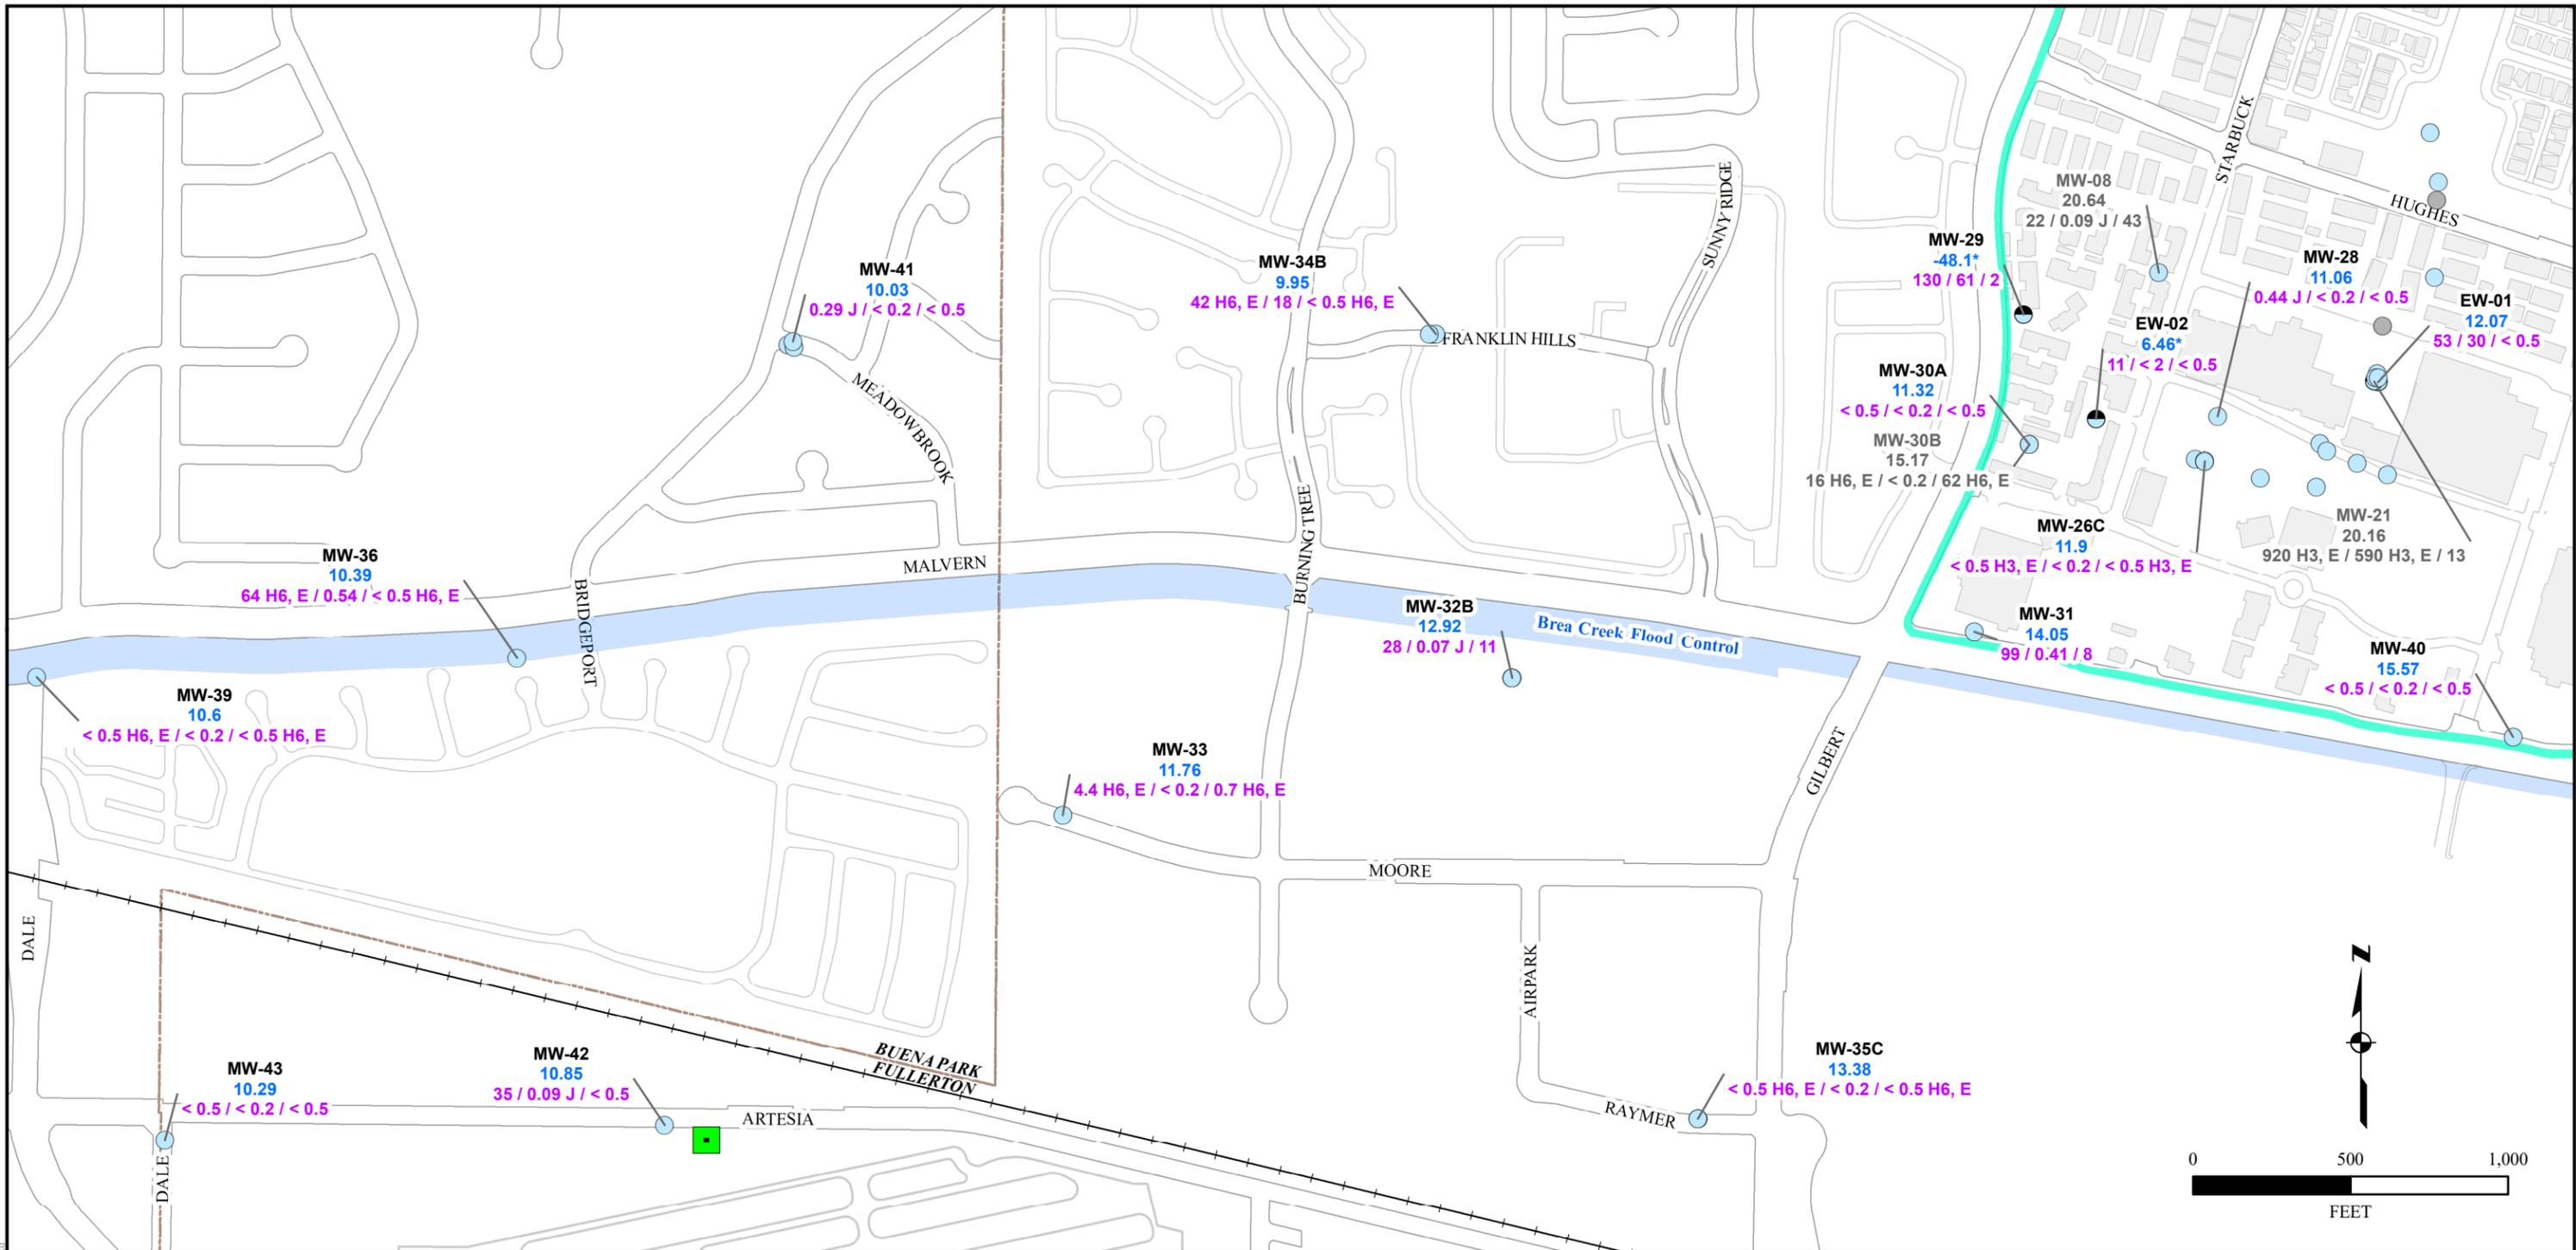 STARBUCK
HUGHES
MW-08
20.64
22 / 0.09 J / 43
SUNNY RIDGE
MW-29
-48.1*
130 / 61 / 2
MW-28
11.06
0.44 J / < 0.2 / < 0.5
MW-41
10.03
0.29 J / < 0.2 / < 0.5
MW-34B
9.95
42 H6, E / 18 / < 0.5 H6, E
EW-01
12.07
53 / 30 / < 0.5
EW-02
6.46*
11 / < 2 / < 0.5
FRANKLIN HILLS
MEADOWBROOK
MW-30A
11.32
< 0.5 / < 0.2 / < 0.5
MW-30B
15.17
16 H6, E / < 0.2 / 62 H6, E
MW-26C
11.9
< 0.5 H3, E / < 0.2 / < 0.5 H3, E
MW-21
20.16
920 H3, E / 590 H3, E / 13
MW-36
10.39
64 H6, E / 0.54 / < 0.5 H6, E
MALVERN
BRIDGEPORT
BURNING TREE
MW-32B
12.92
28 / 0.07 J / 11
Brea Creek Flood Control
MW-31
14.05
99 / 0.41 / 8
MW-40
15.57
< 0.5 / < 0.2 / < 0.5
MW-39
10.6
< 0.5 H6, E / < 0.2 / < 0.5 H6, E
MW-33
11.76
4.4 H6, E / < 0.2 / 0.7 H6, E
GILBERT
MOORE
DALE
AIRPARK
BUENA PARK
FULLERTON
MW-43
10.29
< 0.5 / < 0.2 / < 0.5
MW-42
10.85
35 / 0.09 J / < 0.5
ARTESIA
MW-35C
13.38
< 0.5 H6, E / < 0.2 / < 0.5 H6, E
RAYMER
DALE
N
0 500 1,000
FEET